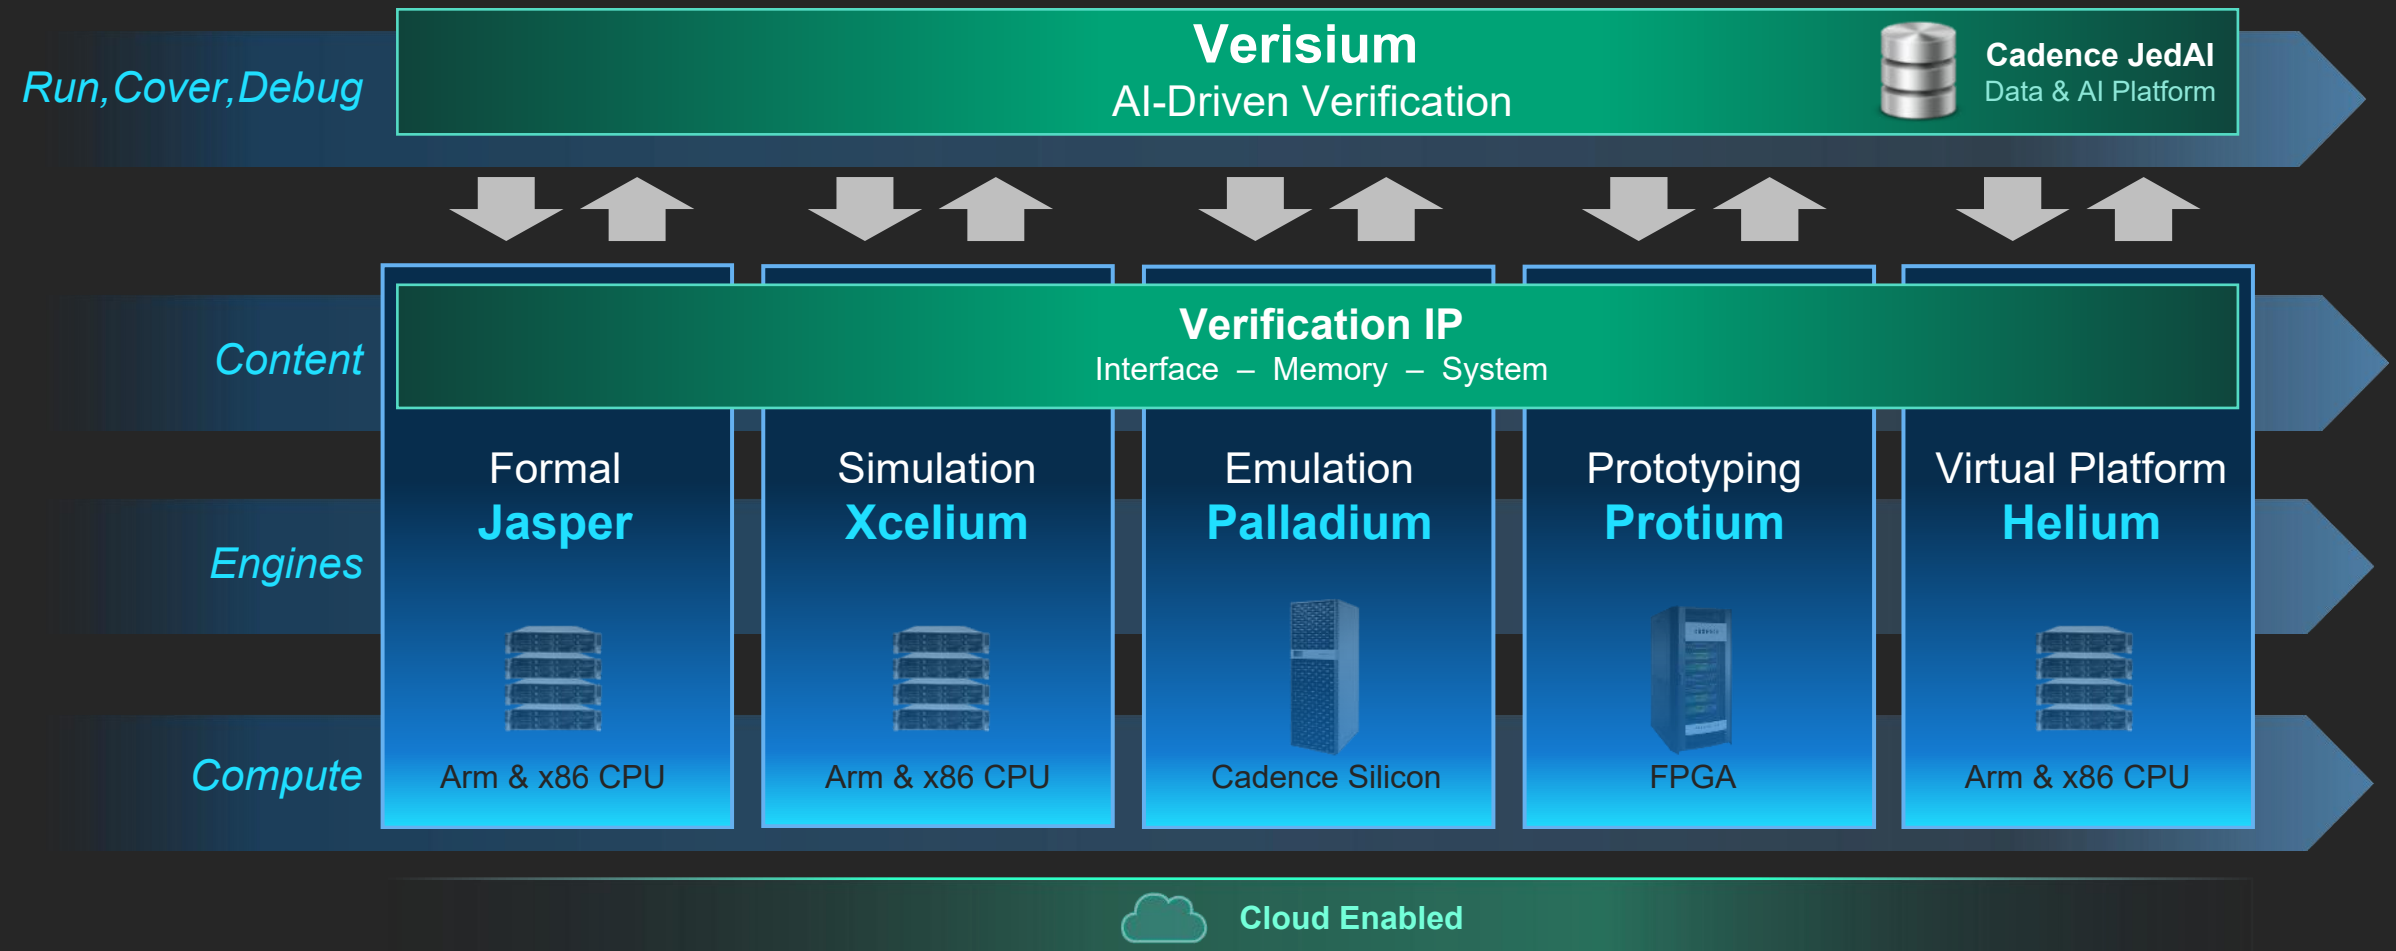 Run,Cover,Debug
Verisium
AI-Driven Verification
Cadence JedAI
Data & AI Platform
Content
Verification IP
Interface – Memory – System
Engines
Formal
Jasper
Simulation
Xcelium
Emulation
Palladium
Prototyping
Protium
Virtual Platform
Helium
cadence
Compute
Arm & x86 CPU
Arm & x86 CPU
Cadence Silicon
FPGA
Arm & x86 CPU
Cloud Enabled